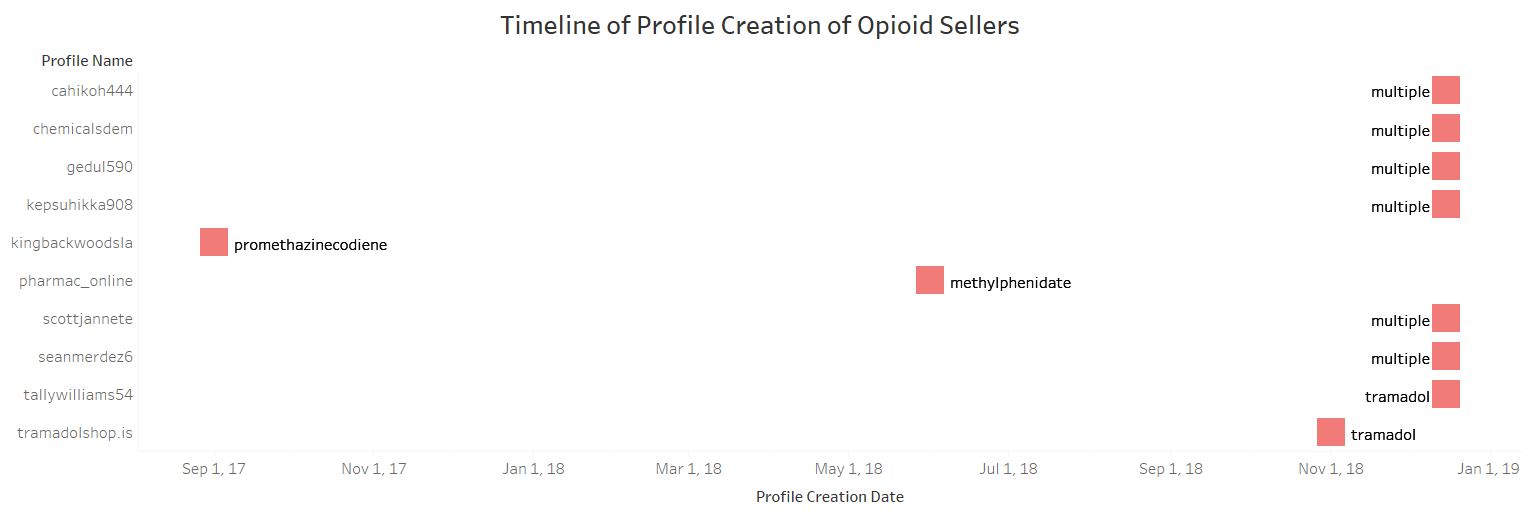 Timeline of Profile Creation of Opioid Sellers
Profile Name
cahikoh444 multiple
chemicalsdem multiple
gedul590 multiple
kepsuhikka908 multiple
kingbackwoodsla promethazinecodiene
pharmac_online methylphenidate
scottjannete multiple
seanmerdez6 multiple
tallywilliams54 tramadol
tramadolshop.is tramadol
Sep 1, 17 Nov 1, 17 Jan 1, 18 Mar 1, 18 May 1, 18 Jul 1, 18 Sep 1, 18 Nov 1, 18 Jan 1, 19
Profile Creation Date